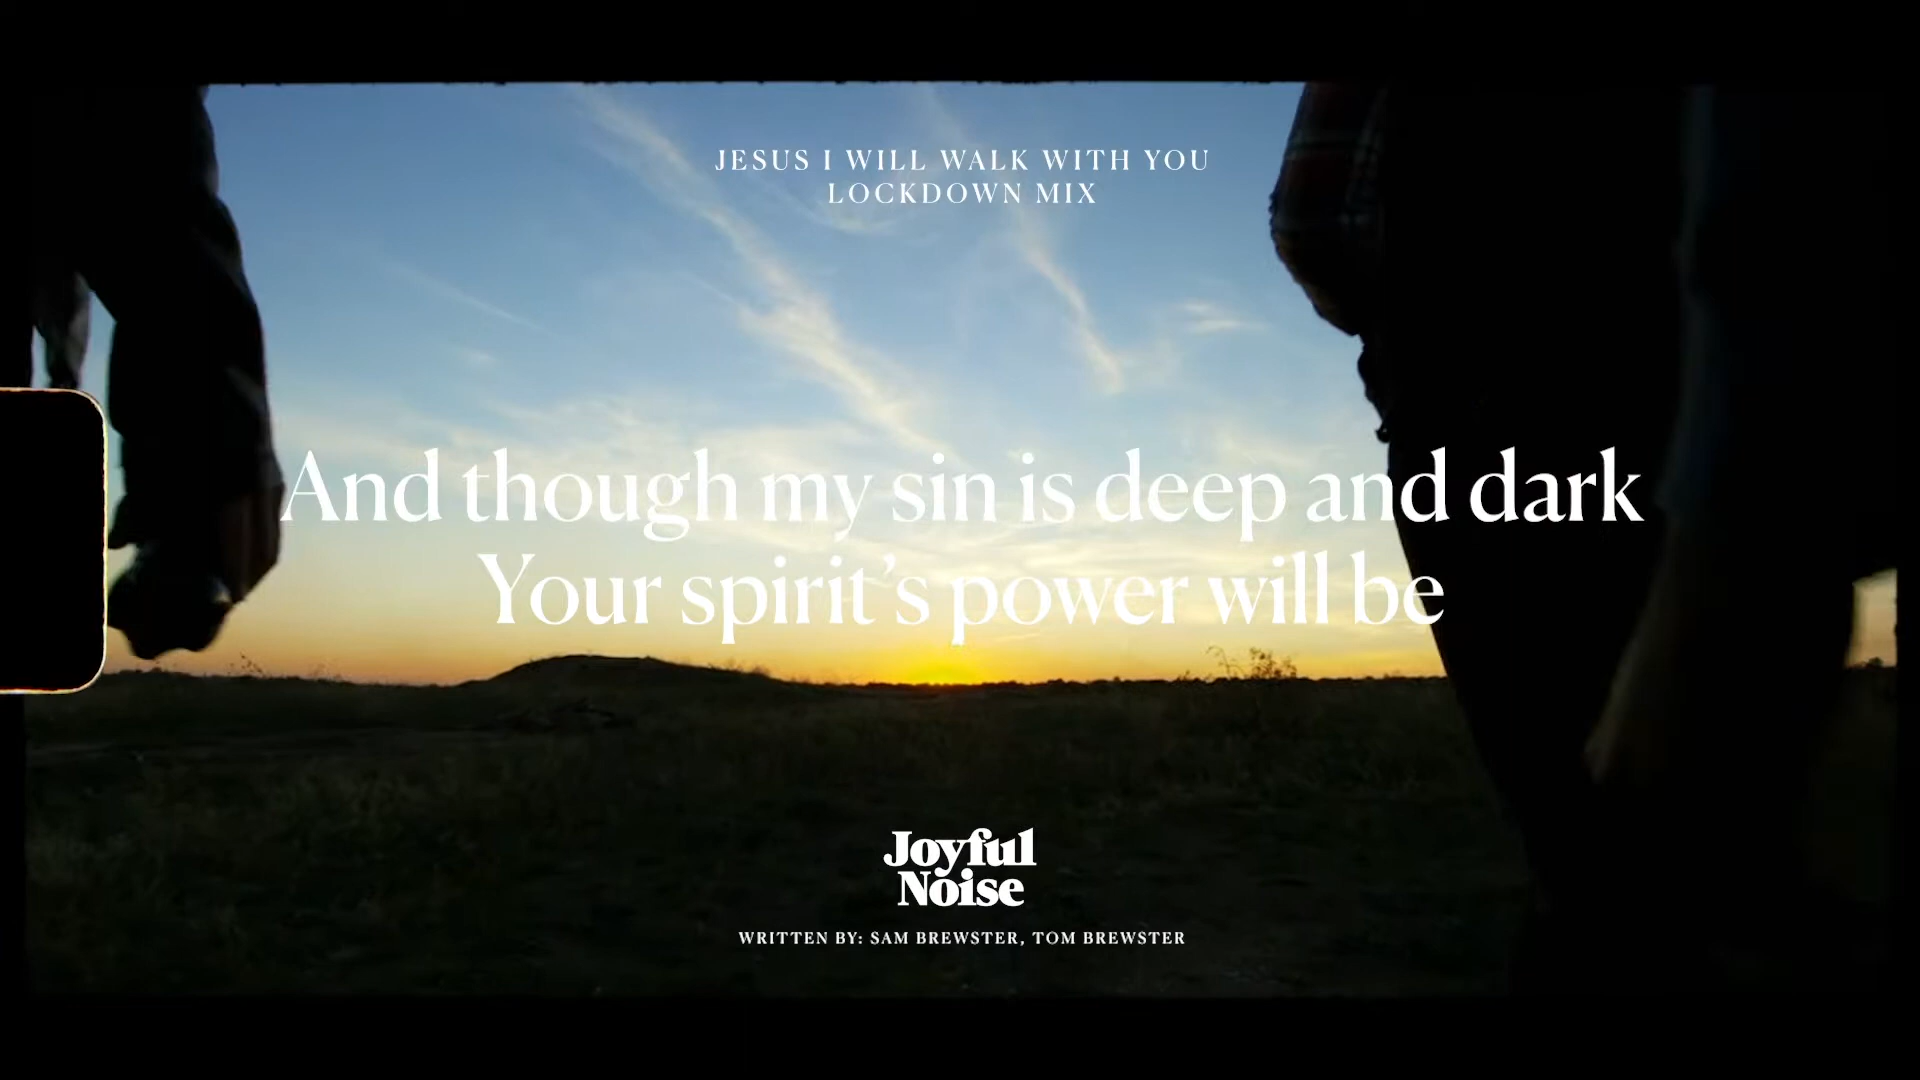 JESUS I WILL WALK WITH YOU
LOCKDOWN MIX
And though my sin is deep and dark
Your spirit's power will be
Joyful
Noise
WRITTEN BY: SAM BREWSTER, TOM BREWSTER